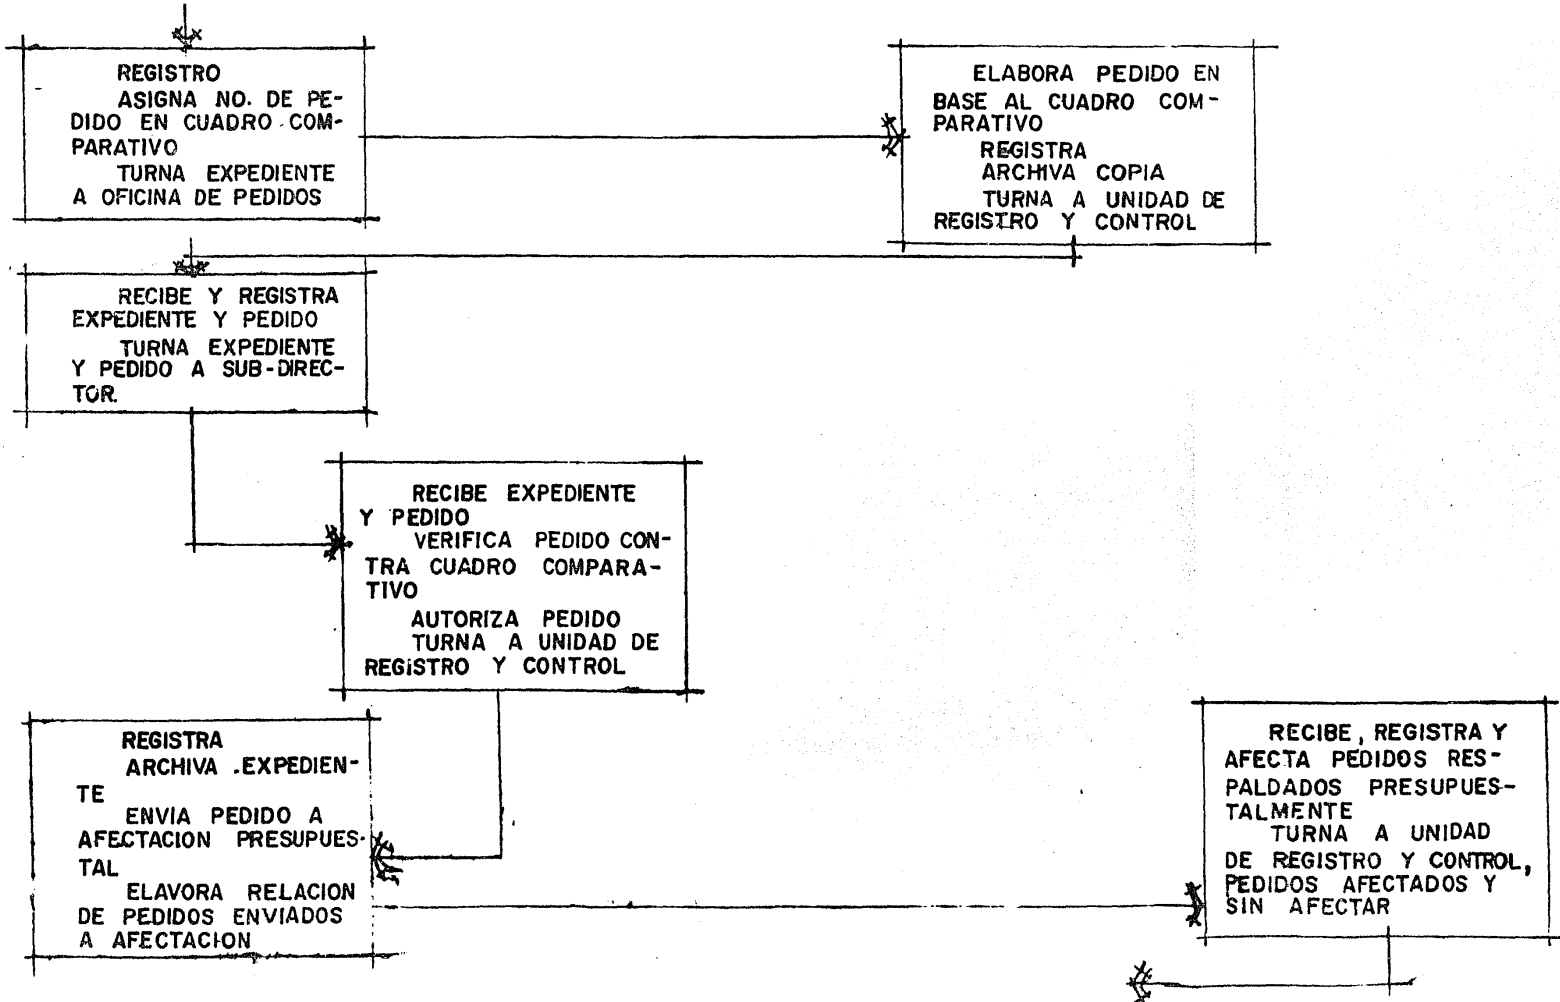 REGISTRO
ASIGNA NO. DE PE-
DIDO EN CUADRO COM-
PARATIVO
TURNA EXPEDIENTE
A OFICINA DE PEDIDOS
ELABORA PEDIDO EN
BASE AL CUADRO COM-
PARATIVO
REGISTRA
ARCHIVA COPIA
TURNA A UNIDAD DE
REGISTRO Y CONTROL
RECIBE Y REGISTRA
EXPEDIENTE Y PEDIDO
TURNA EXPEDIENTE
Y PEDIDO A SUB-DIREC-
TOR.
RECIBE EXPEDIENTE
Y PEDIDO
VERIFICA PEDIDO CON-
TRA CUADRO COMPARA-
TIVO
AUTORIZA PEDIDO
TURNA A UNIDAD DE
REGISTRO Y CONTROL
REGISTRA
ARCHIVA .EXPEDIEN-
TE
ENVIA PEDIDO A
AFECTACION PRESUPUES-
TAL
ELAVORA RELACION
DE PEDIDOS ENVIADOS
A AFECTACION
RECIBE, REGISTRA Y
AFECTA PEDIDOS RES-
PALDADOS PRESUPUES-
TALMENTE
TURNA A UNIDAD
DE REGISTRO Y CONTROL,
PEDIDOS AFECTADOS Y
SIN AFECTAR